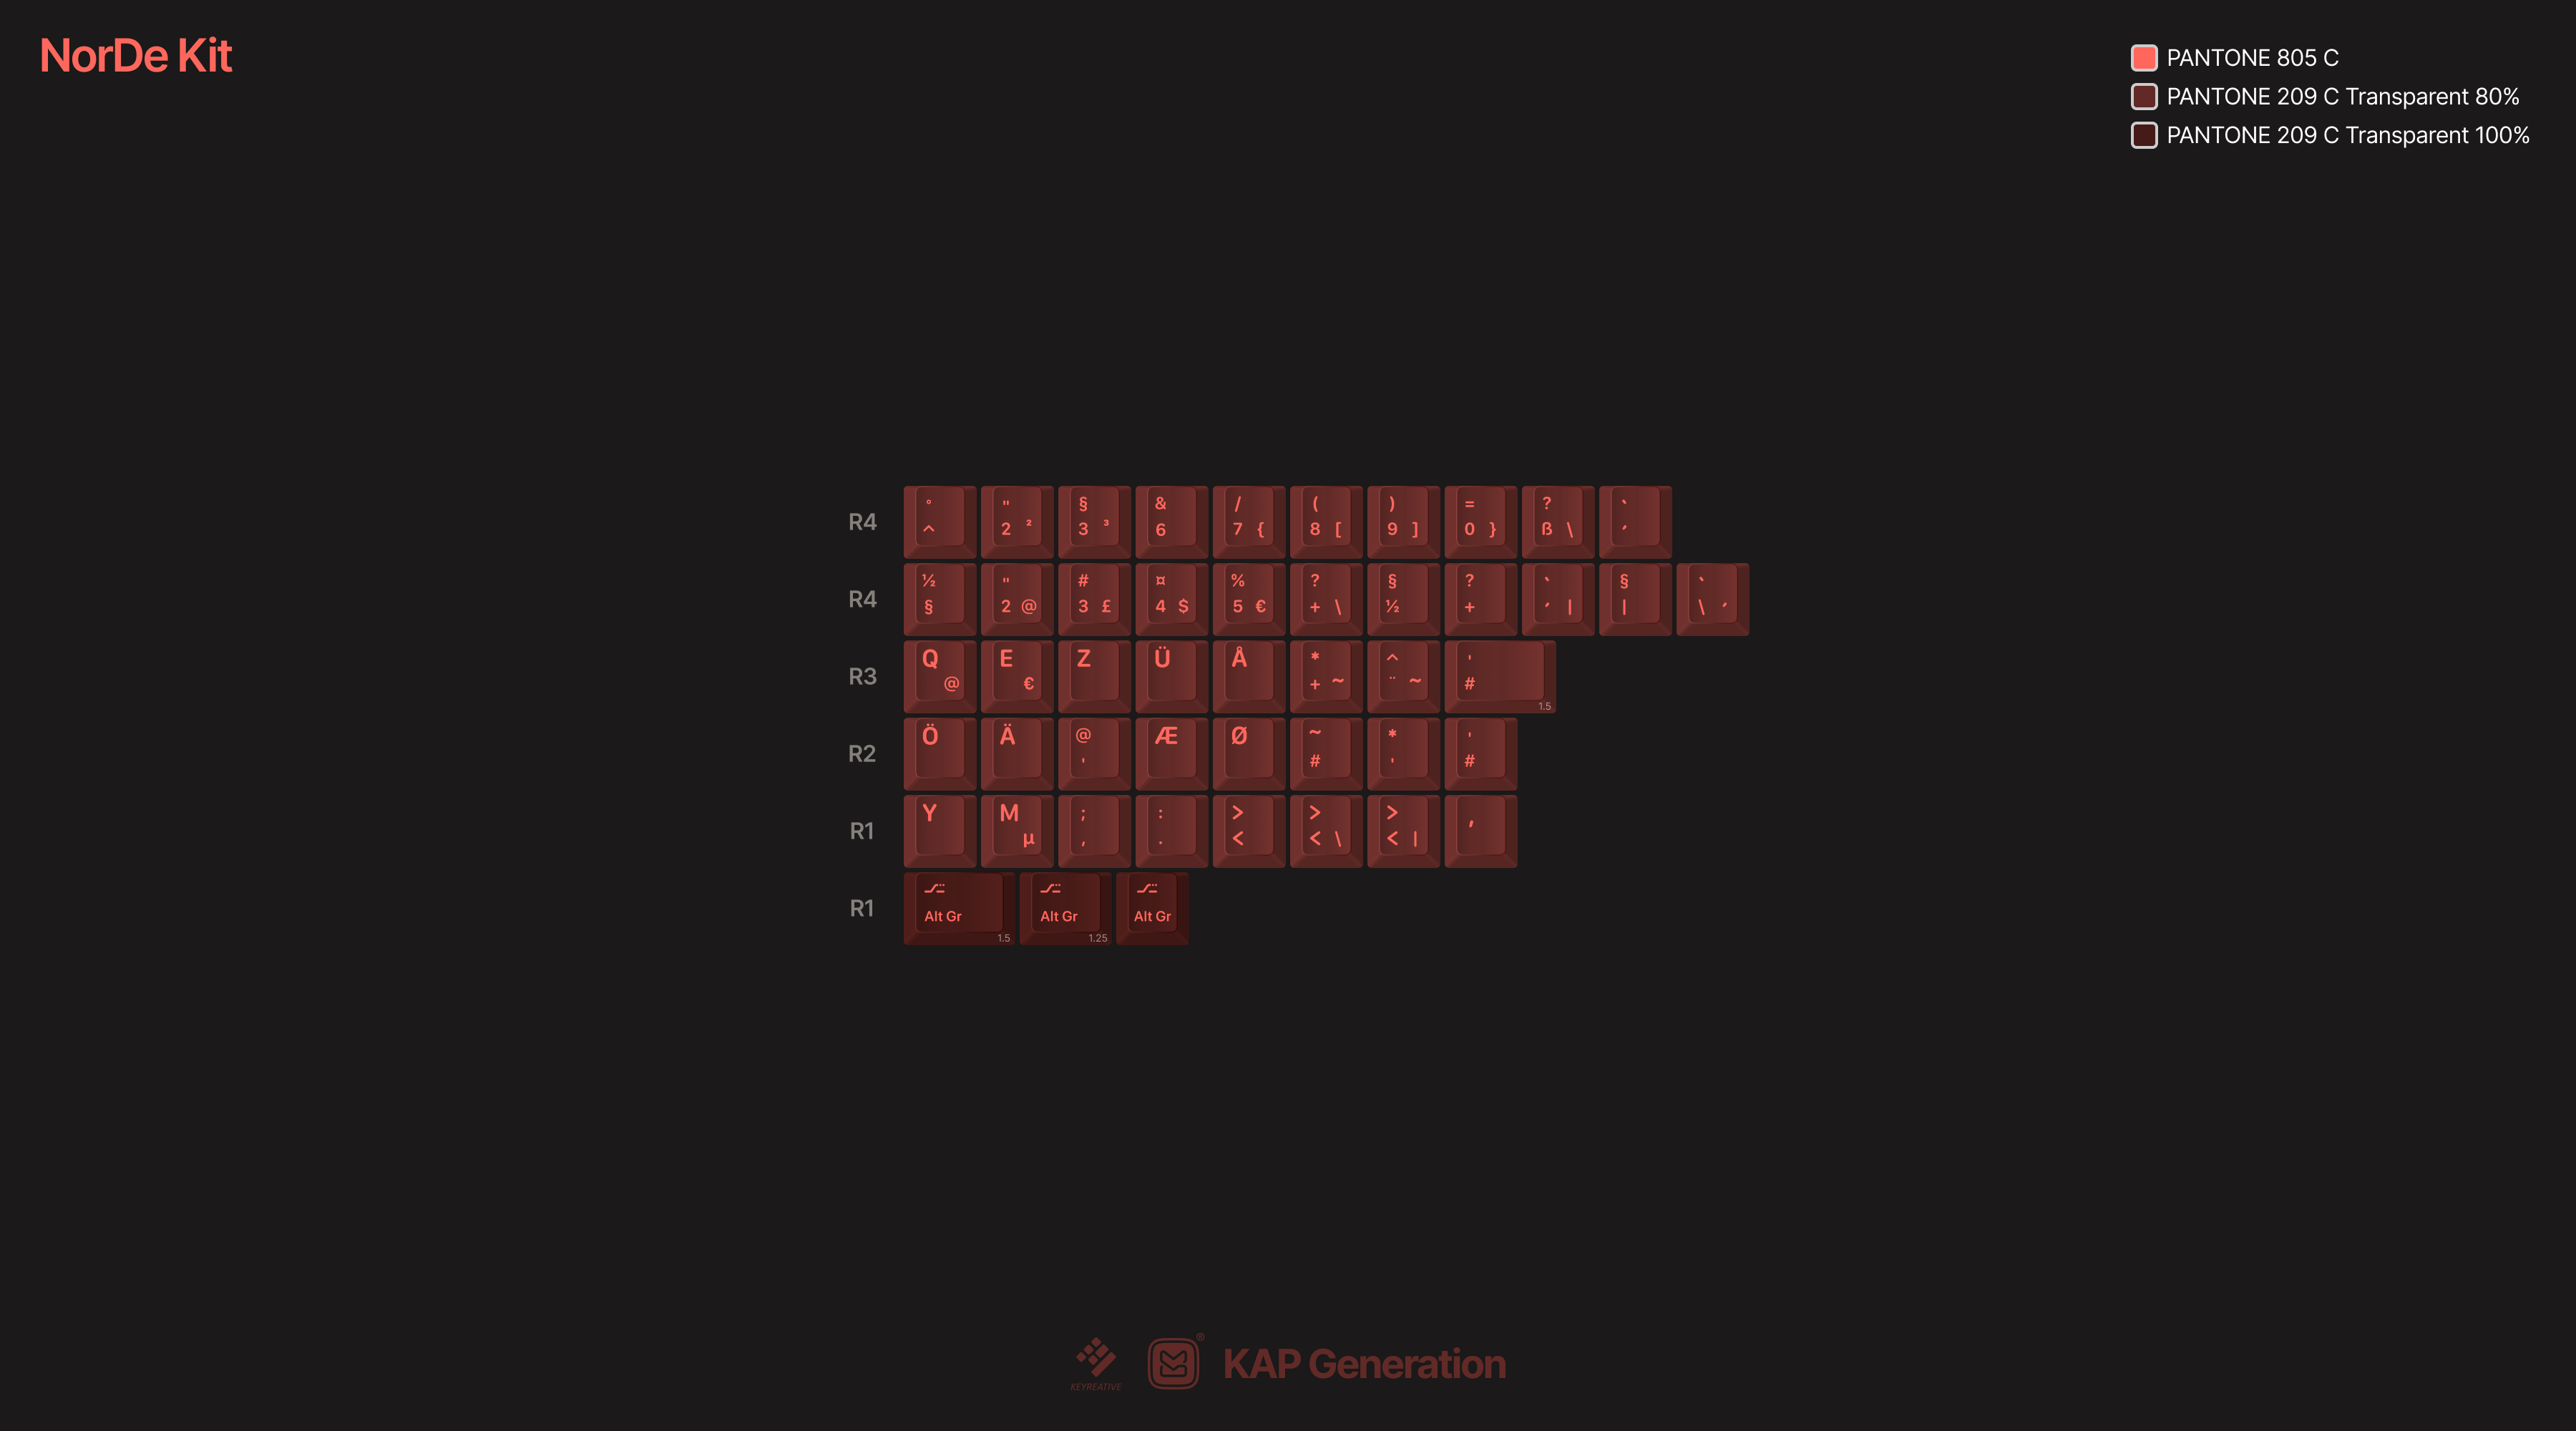 NorDe Kit
PANTONE 805 C
PANTONE 209 C Transparent 80%
PANTONE 209 C Transparent 100%
R4
° " § & / ( ) = ? `
^ 2 ² 3 ³ 6 7 { 8 [ 9 ] 0 } ß \ ´
R4
½ " # ¤ % ? § ? ` § `
§ 2 @ 3 £ 4 $ 5 € + \ ½ + ´ | | \ ´
R3
Q E Z Ü Å * ^ '
@ € + ~ ¨ ~ #
1.5
R2
Ö Ä @ Æ Ø ~ * '
' # ' #
R1
Y M ; : > > > ,
µ , . < < \ < |
R1
⌥
⌥
⌥
Alt Gr Alt Gr Alt Gr
1.5 1.25
KEYREATIVE
®
KAP Generation